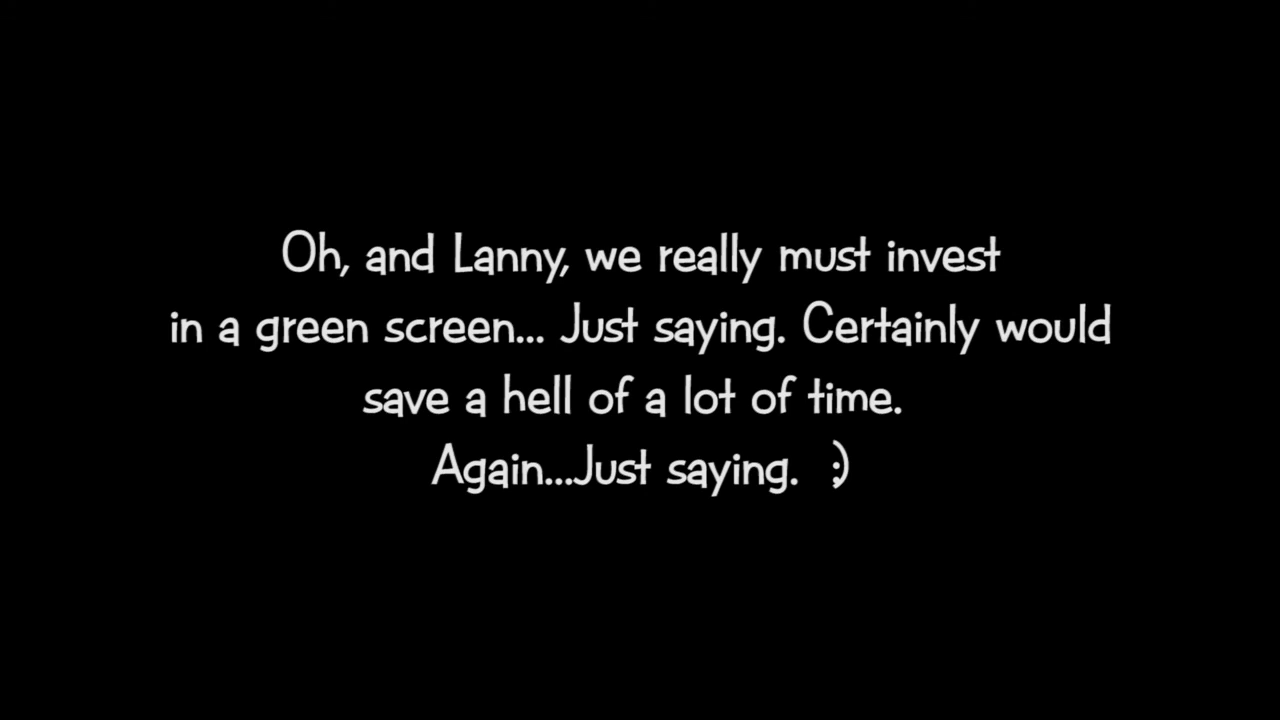 Oh, and Lanny, we really must invest
in a green screen... Just saying. Certainly would
save a hell of a lot of time.
Again...Just saying.  ;)